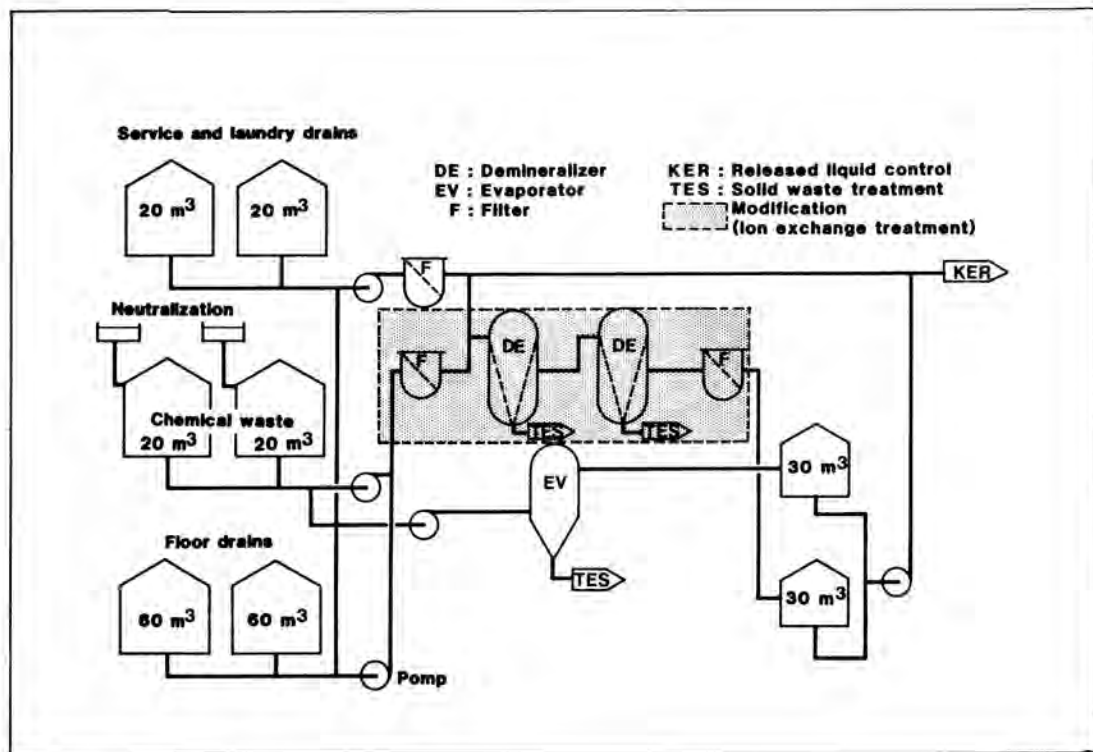 Service and laundry drains
20 m³
20 m³
DE : Demineralizer
EV : Evaporator
F : Filter
KER : Released liquid control
TES : Solid waste treatment
Modification
(Ion exchange treatment)
F
KER
Neutralization
DE
DE
F
F
Chemical waste
20 m³
20 m³
TES
TES
30 m³
EV
Floor drains
TES
60 m³
60 m³
30 m³
Pomp